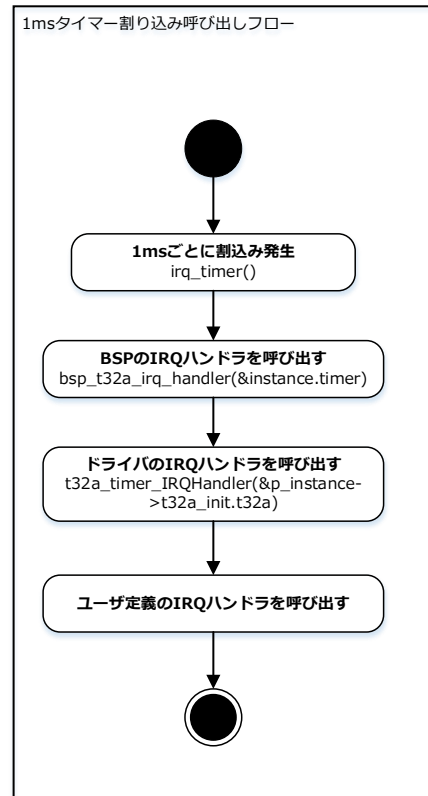 1msタイマー割り込み呼び出しフロー
1msごとに割込み発生
irq_timer()
BSPのIRQハンドラを呼び出す
bsp_t32a_irq_handler(&instance.timer)
ドライバのIRQハンドラを呼び出す
t32a_timer_IRQHandler(&p_instance-
>t32a_init.t32a)
ユーザ定義のIRQハンドラを呼び出す